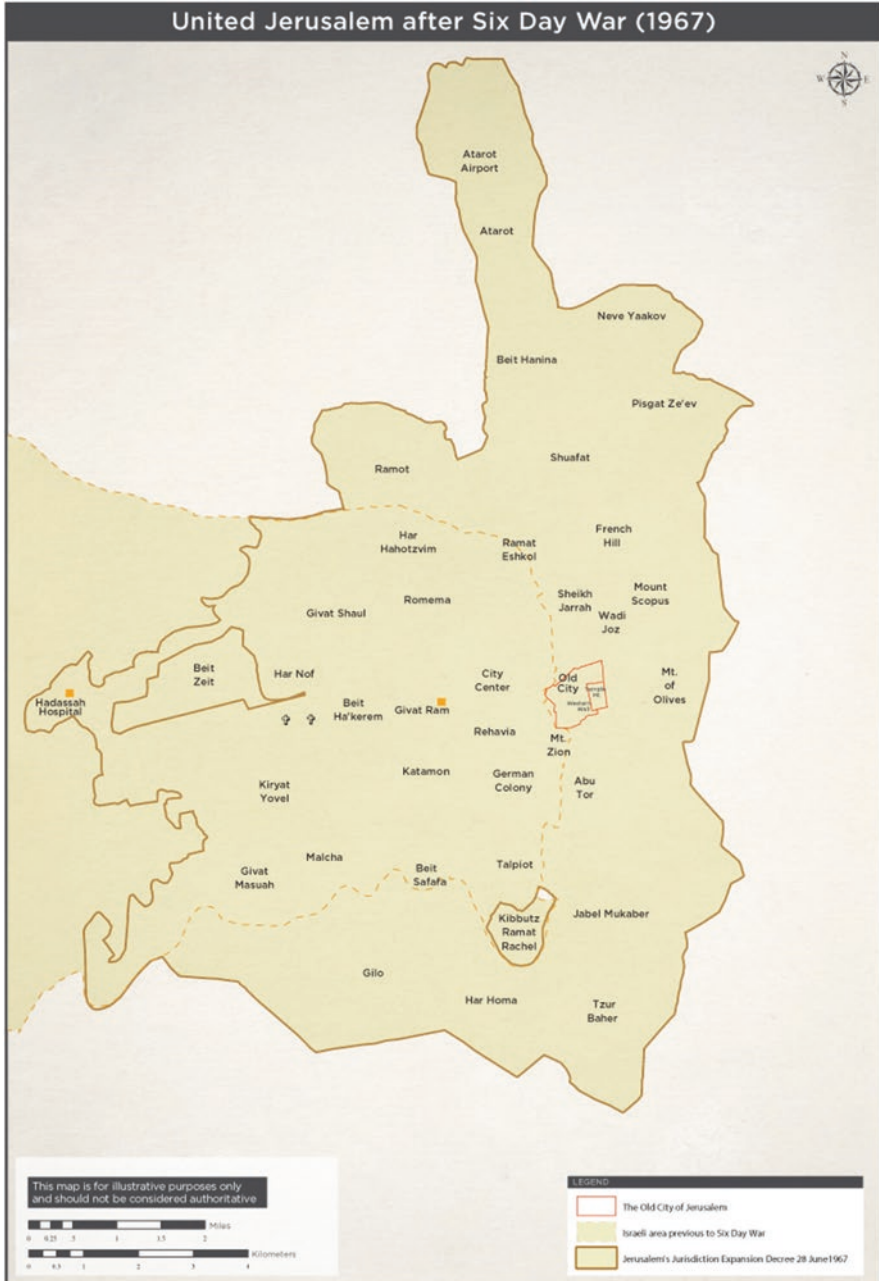 United Jerusalem after Six Day War (1967)
N
W
E
S
Atarot
Airport
Atarot
Neve Yaakov
Beit Hanina
Pisgat Ze'ev
Shuafat
Ramot
Har
Hahotzvim
Ramat
Eshkol
French
Hill
Sheikh
Jarrah
Mount
Scopus
Wadi
Joz
Romema
Givat Shaul
Beit
Zeit
Har Nof
City
Center
Old
City
Temple
Mt.
Western
Wall
Mt.
of
Olives
Hadassah
Hospital
Beit
Ha'kerem
Givat Ram
Rehavia
Mt.
Zion
Kiryat
Yovel
Katamon
German
Colony
Abu
Tor
Givat
Masuah
Malcha
Beit
Safafa
Talpiot
Kibbutz
Ramat
Rachel
Jabel Mukaber
Gilo
Har Homa
Tzur
Baher
This map is for illustrative purposes only
and should not be considered authoritative
Miles
0 0.25 .5 1 1.5 2
Kilometers
0 0.5 1 2 3 4
LEGEND
The Old City of Jerusalem
Israeli area previous to Six Day War
Jerusalem's Jurisdiction Expansion Decree 28 June1967